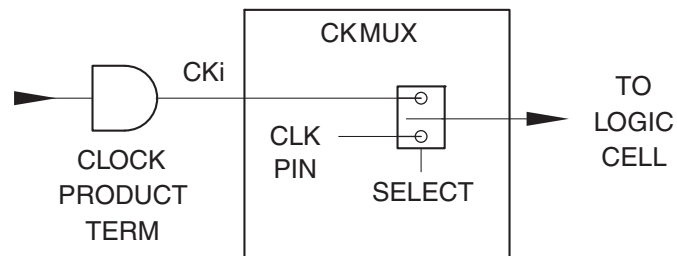 CKMUX
CKi
CLK
PIN
SELECT
CLOCK
PRODUCT
TERM
TO
LOGIC
CELL